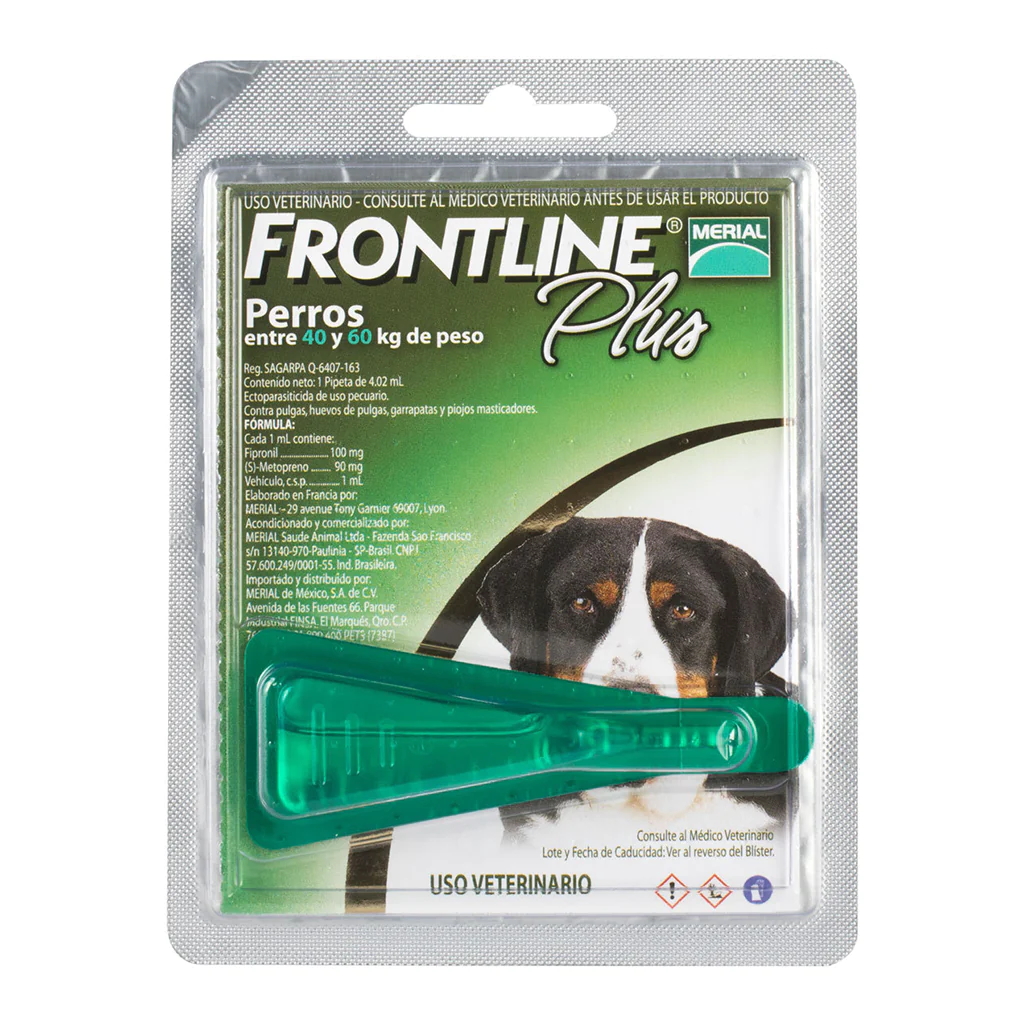 USO VETERINARIO - CONSULTE AL MÉDICO VETERINARIO ANTES DE USAR EL PRODUCTO
FRONTLINE® MERIAL
Plus
Perros
entre 40 y 60 kg de peso
Reg. SAGARPA Q-6407-163
Contenido neto: 1 Pipeta de 4.02 mL
Ectoparasiticida de uso pecuario.
Contra pulgas, huevos de pulgas, garrapatas y piojos masticadores.
FÓRMULA:
Cada 1 mL contiene:
Fipronil .................... 100 mg
(S)-Metopreno ........ 90 mg
Vehículo, c.s.p. ............. 1 mL
Elaborado en Francia por:
MERIAL - 29 avenue Tony Garnier 69007, Lyon.
Acondicionado y comercializado por:
MERIAL Saude Animal Ltda - Fazenda Sao Francisco
s/n 13140-970-Paulinia - SP-Brasil. CNPJ
57.600.249/0001-55. Ind. Brasileira.
Importado y distribuido por:
MERIAL de México, S.A. de C.V.
Avenida de las Fuentes 66. Parque
Industrial FINSA, El Marqués, Qro. C.P.
PETS (7387)
Consulte al Médico Veterinario
Lote y Fecha de Caducidad: Ver al reverso del Blíster.
USO VETERINARIO